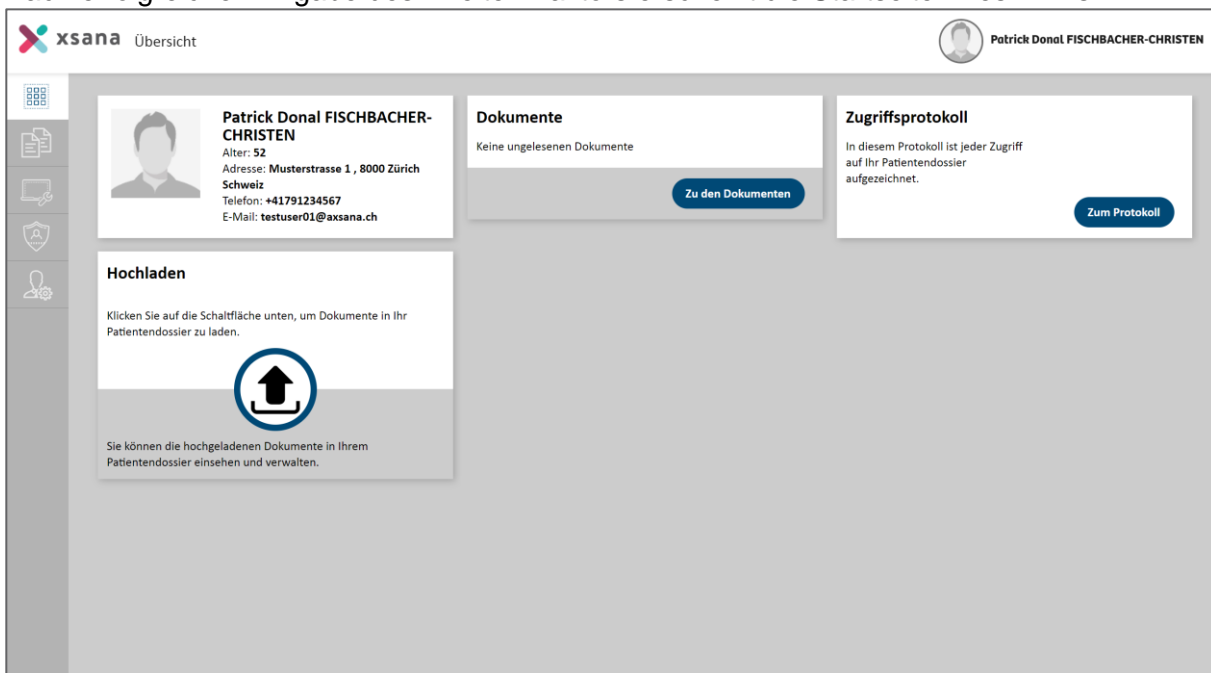 xsana Übersicht
Patrick Donal FISCHBACHER-CHRISTEN
Patrick Donal FISCHBACHER-
CHRISTEN
Alter: 52
Adresse: Musterstrasse 1 , 8000 Zürich
Schweiz
Telefon: +41791234567
E-Mail: testuser01@axsana.ch
Dokumente
Keine ungelesenen Dokumente
Zu den Dokumenten
Zugriffsprotokoll
In diesem Protokoll ist jeder Zugriff
auf Ihr Patientendossier
aufgezeichnet.
Zum Protokoll
Hochladen
Klicken Sie auf die Schaltfläche unten, um Dokumente in Ihr
Patientendossier zu laden.
Sie können die hochgeladenen Dokumente in Ihrem
Patientendossier einsehen und verwalten.